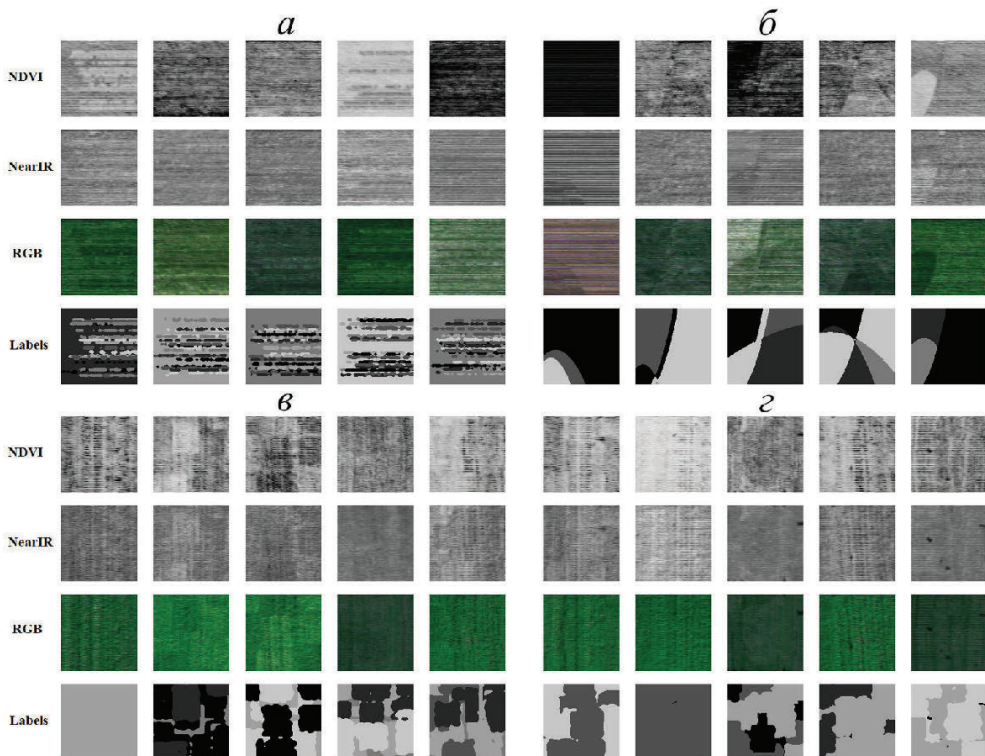 а
б
NDVI
NearIR
RGB
Labels
в
г
NDVI
NearIR
RGB
Labels